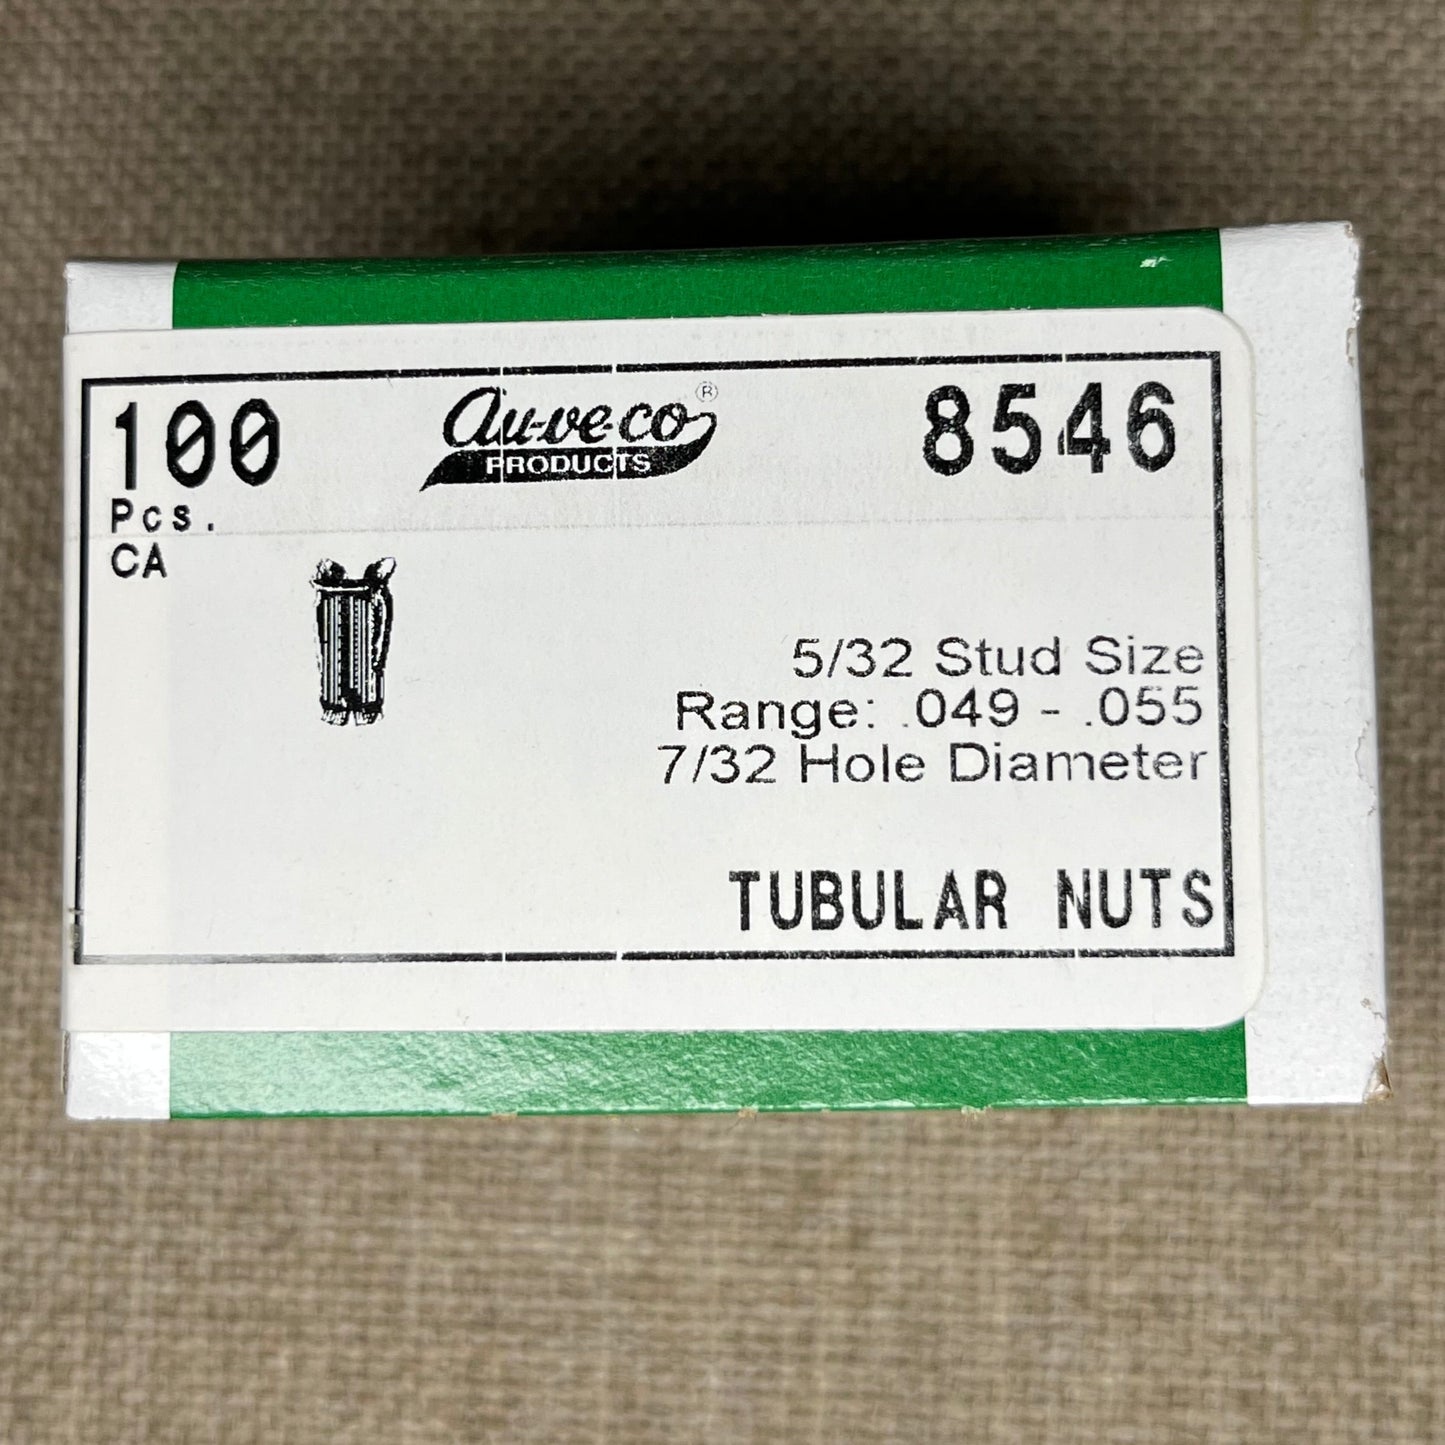 100
Pcs.
CA
Au-ve-co®
PRODUCTS
8546
5/32 Stud Size
Range: .049 - .055
7/32 Hole Diameter
TUBULAR NUTS